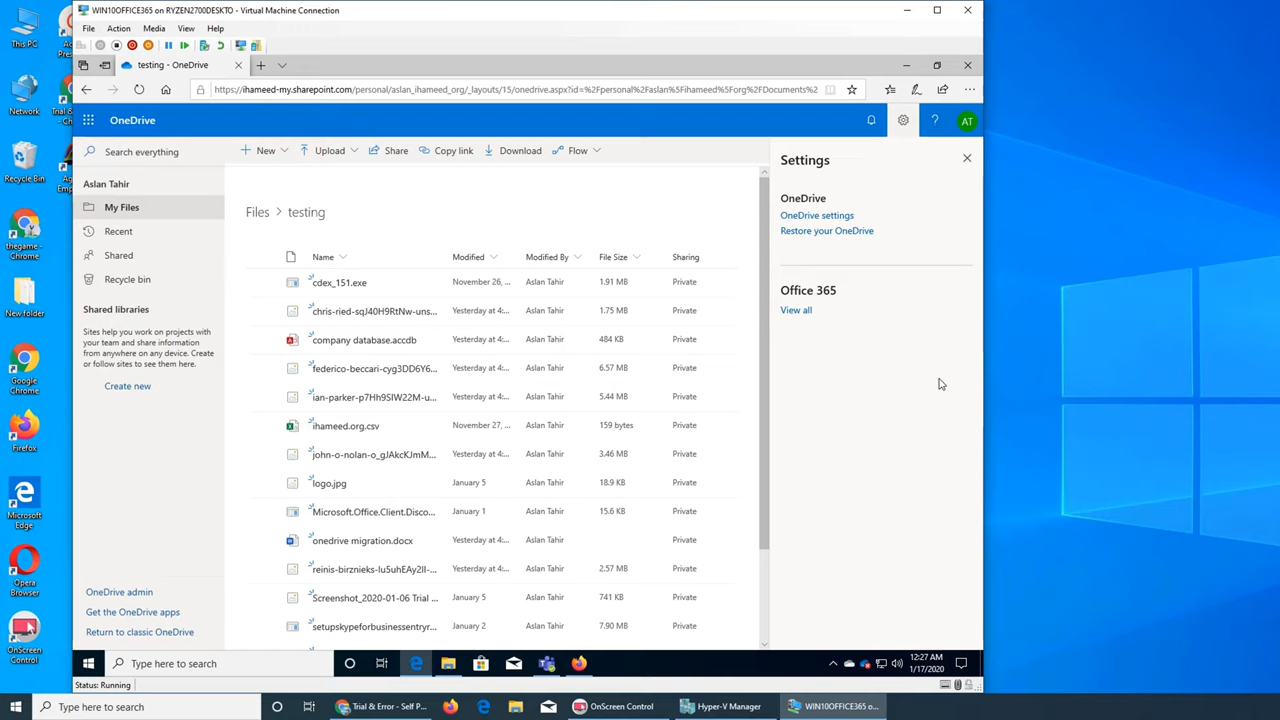 WIN10OFFICE365 on RYZEN2700DESKTO - Virtual Machine Connection
File Action Media View Help
testing - OneDrive
https://ihameed-my.sharepoint.com/personal/aslan_ihameed_org/_layouts/15/onedrive.aspx?id=%2Fpersonal%2Faslan%5Fihameed%5Forg%2FDocuments%2
OneDrive
? AT
Search everything
New Upload Share Copy link Download Flow
Aslan Tahir
My Files
Recent
Shared
Recycle bin
Shared libraries
Sites help you work on projects with
your team and share information
from anywhere on any device. Create
or follow sites to see them here.
Create new
OneDrive admin
Get the OneDrive apps
Return to classic OneDrive
Files > testing
Name Modified Modified By File Size Sharing
cdex_151.exe November 26, ... Aslan Tahir 1.91 MB Private
chris-ried-sqJ40H9RtNw-uns... Yesterday at 4:... Aslan Tahir 1.75 MB Private
company database.accdb Yesterday at 4:... Aslan Tahir 484 KB Private
federico-beccari-cyg3DD6Y6... Yesterday at 4:... Aslan Tahir 6.57 MB Private
ian-parker-p7Hh9SIW22M-u... Yesterday at 4:... Aslan Tahir 5.44 MB Private
ihameed.org.csv November 27, ... Aslan Tahir 159 bytes Private
john-o-nolan-o_gJAkcKJmM... Yesterday at 4:... Aslan Tahir 3.46 MB Private
logo.jpg January 5 Aslan Tahir 18.9 KB Private
Microsoft.Office.Client.Disco... January 1 Aslan Tahir 15.6 KB Private
onedrive migration.docx Yesterday at 4:... Aslan Tahir Private
reinis-birznieks-lu5uhEAy2II-... Yesterday at 4:... Aslan Tahir 2.57 MB Private
Screenshot_2020-01-06 Trial ... January 5 Aslan Tahir 741 KB Private
setupskypeforbusinessentryr... January 2 Aslan Tahir 7.90 MB Private
Settings
OneDrive
OneDrive settings
Restore your OneDrive
Office 365
View all
Type here to search
12:27 AM
1/17/2020
Status: Running
This PC
Network
Recycle Bin
thegame -
Chrome
New folder
Google
Chrome
Firefox
Microsoft
Edge
Opera
Browser
OnScreen
Control
Type here to search
Trial & Error - Self P...
OnScreen Control
Hyper-V Manager
WIN10OFFICE365 o...